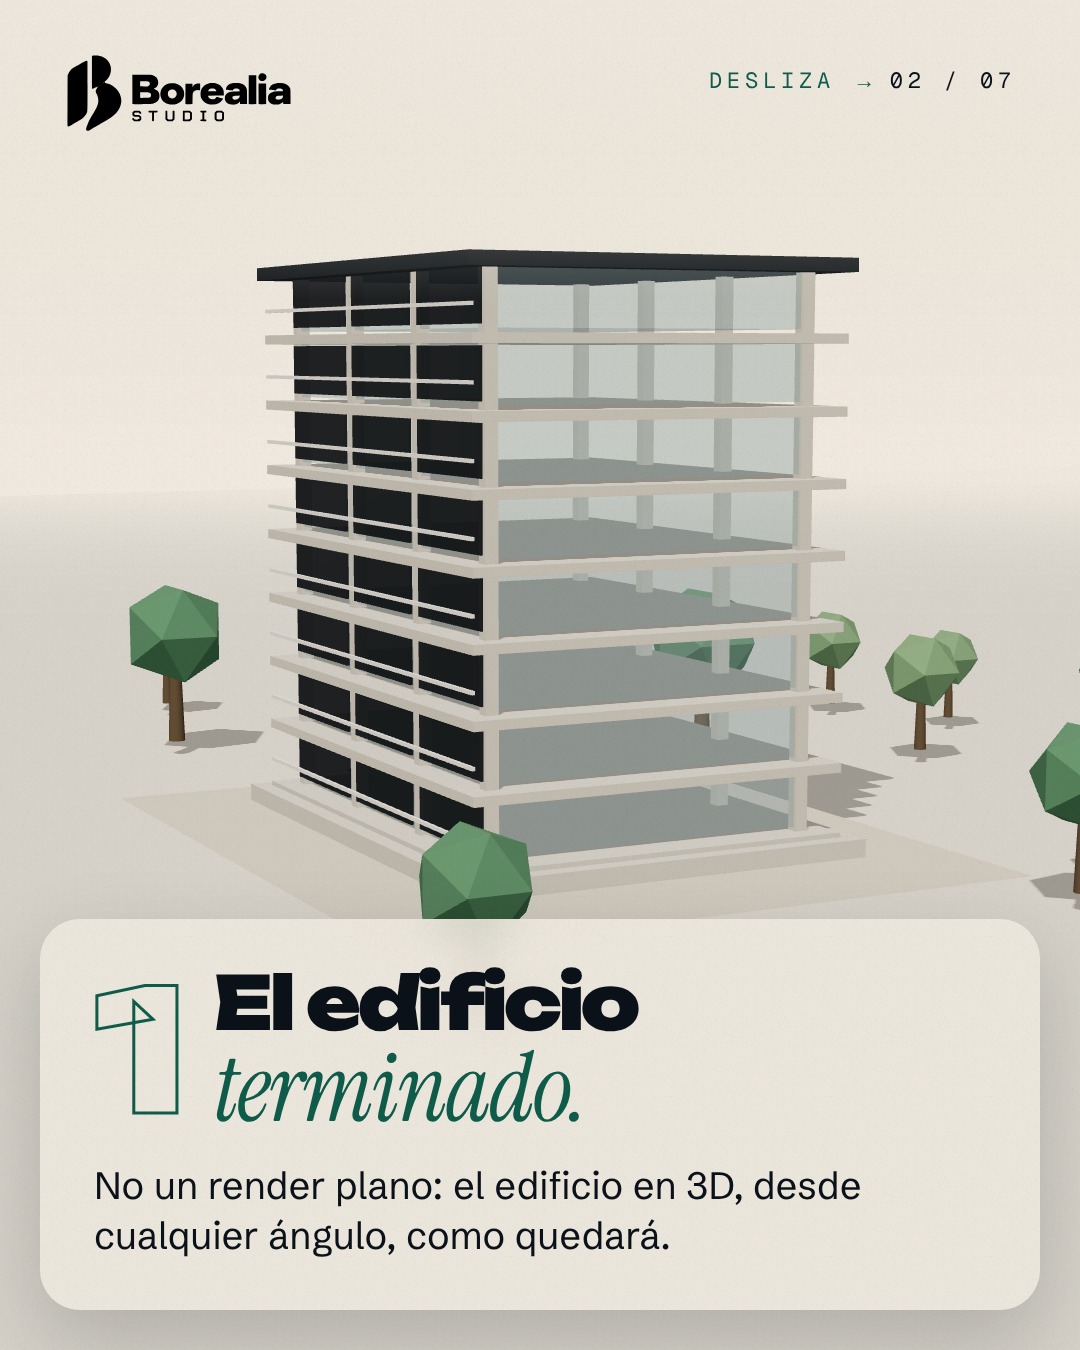 Borealia
STUDIO
DESLIZA → 02 / 07
1
El edificio
terminado.
No un render plano: el edificio en 3D, desde
cualquier ángulo, como quedará.